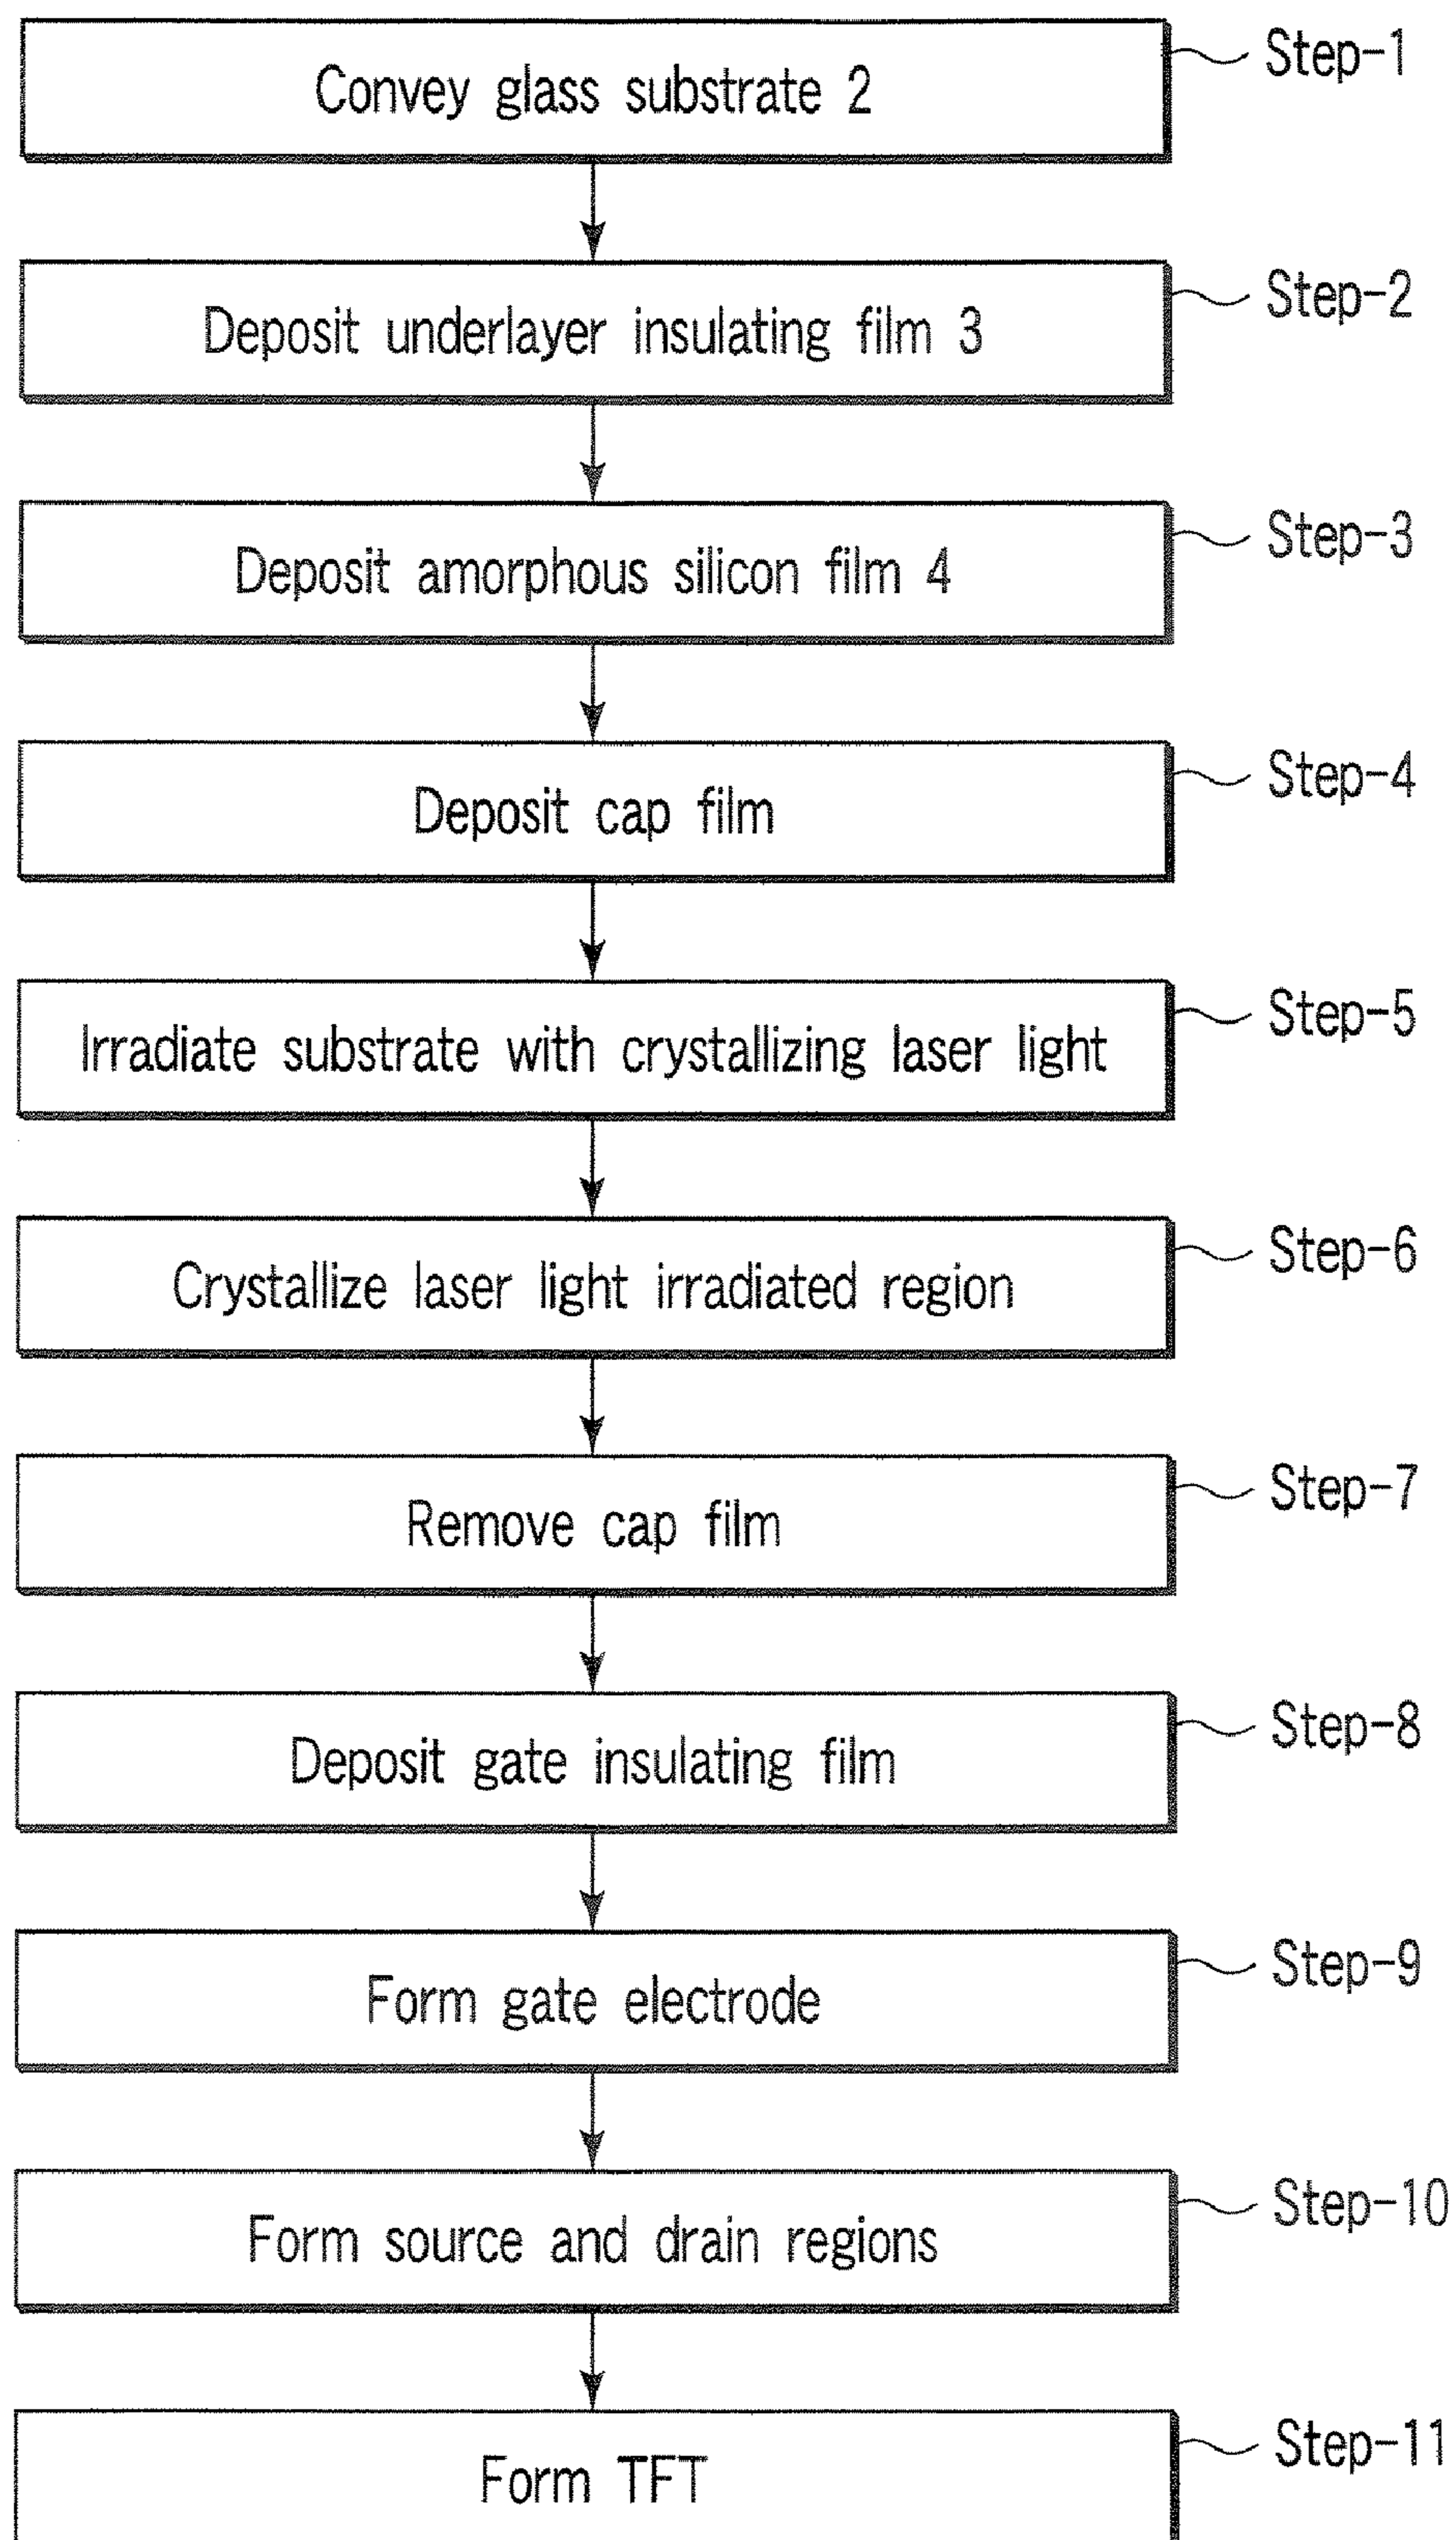 Convey glass substrate 2
Step-1
Deposit underlayer insulating film 3
Step-2
Deposit amorphous silicon film 4
Step-3
Deposit cap film
Step-4
Irradiate substrate with crystallizing laser light
Step-5
Crystallize laser light irradiated region
Step-6
Remove cap film
Step-7
Deposit gate insulating film
Step-8
Form gate electrode
Step-9
Form source and drain regions
Step-10
Form TFT
Step-11